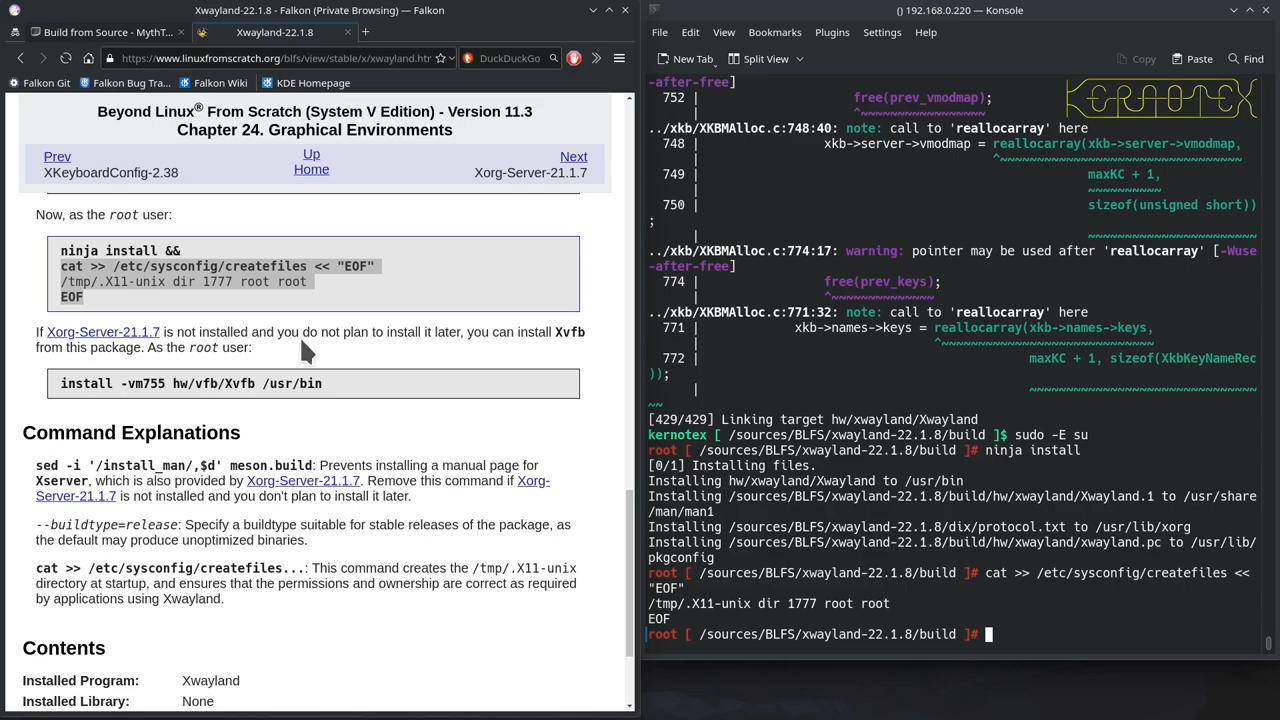 Xwayland-22.1.8 - Falkon (Private Browsing) — Falkon
Build from Source - MythT...
Xwayland-22.1.8
https://www.linuxfromscratch.org/blfs/view/stable/x/xwayland.htm
DuckDuckGo
Falkon Git
Falkon Bug Tra...
Falkon Wiki
KDE Homepage
Beyond Linux® From Scratch (System V Edition) - Version 11.3
Chapter 24. Graphical Environments
Prev
Up
Next
XKeyboardConfig-2.38
Home
Xorg-Server-21.1.7
Now, as the root user:
ninja install &&
cat >> /etc/sysconfig/createfiles << "EOF"
/tmp/.X11-unix dir 1777 root root
EOF
If Xorg-Server-21.1.7 is not installed and you do not plan to install it later, you can install Xvfb
from this package. As the root user:
install -vm755 hw/vfb/Xvfb /usr/bin
Command Explanations
sed -i '/install_man/,$d' meson.build: Prevents installing a manual page for
Xserver, which is also provided by Xorg-Server-21.1.7. Remove this command if Xorg-
Server-21.1.7 is not installed and you don't plan to install it later.
--buildtype=release: Specify a buildtype suitable for stable releases of the package, as
the default may produce unoptimized binaries.
cat >> /etc/sysconfig/createfiles...: This command creates the /tmp/.X11-unix
directory at startup, and ensures that the permissions and ownership are correct as required
by applications using Xwayland.
Contents
Installed Program: Xwayland
Installed Library: None
() 192.168.0.220 — Konsole
File Edit View Bookmarks Plugins Settings Help
New Tab
Split View
Copy
Paste
Find
KERNOTEX
-after-free]
752 | free(prev_vmodmap);
| ^~~~~~~~~~~~~~~~~~
../xkb/XKBMAlloc.c:748:40: note: call to 'reallocarray' here
748 | xkb->server->vmodmap = reallocarray(xkb->server->vmodmap,
| ^~~~~~~~~~~~~~~~~~~~~~~~~~~~~~~~~~
749 | maxKC + 1,
| ~~~~~~~~~~
750 | sizeof(unsigned short))
;
| ~~~~~~~~~~~~~~~~~~~~~~~
../xkb/XKBMAlloc.c:774:17: warning: pointer may be used after 'reallocarray' [-Wuse
-after-free]
774 | free(prev_keys);
| ^~~~~~~~~~~~~~~
../xkb/XKBMAlloc.c:771:32: note: call to 'reallocarray' here
771 | xkb->names->keys = reallocarray(xkb->names->keys,
| ^~~~~~~~~~~~~~~~~~~~~~~~~~~~~~
772 | maxKC + 1, sizeof(XkbKeyNameRec
));
| ~~~~~~~~~~~~~~~~~~~~~~~~~~~~~~~
~~
[429/429] Linking target hw/xwayland/Xwayland
kernotex [ /sources/BLFS/xwayland-22.1.8/build ]$ sudo -E su
root [ /sources/BLFS/xwayland-22.1.8/build ]# ninja install
[0/1] Installing files.
Installing hw/xwayland/Xwayland to /usr/bin
Installing /sources/BLFS/xwayland-22.1.8/build/hw/xwayland/Xwayland.1 to /usr/share
/man/man1
Installing /sources/BLFS/xwayland-22.1.8/dix/protocol.txt to /usr/lib/xorg
Installing /sources/BLFS/xwayland-22.1.8/build/hw/xwayland/xwayland.pc to /usr/lib/
pkgconfig
root [ /sources/BLFS/xwayland-22.1.8/build ]# cat >> /etc/sysconfig/createfiles <<
"EOF"
/tmp/.X11-unix dir 1777 root root
EOF
root [ /sources/BLFS/xwayland-22.1.8/build ]#